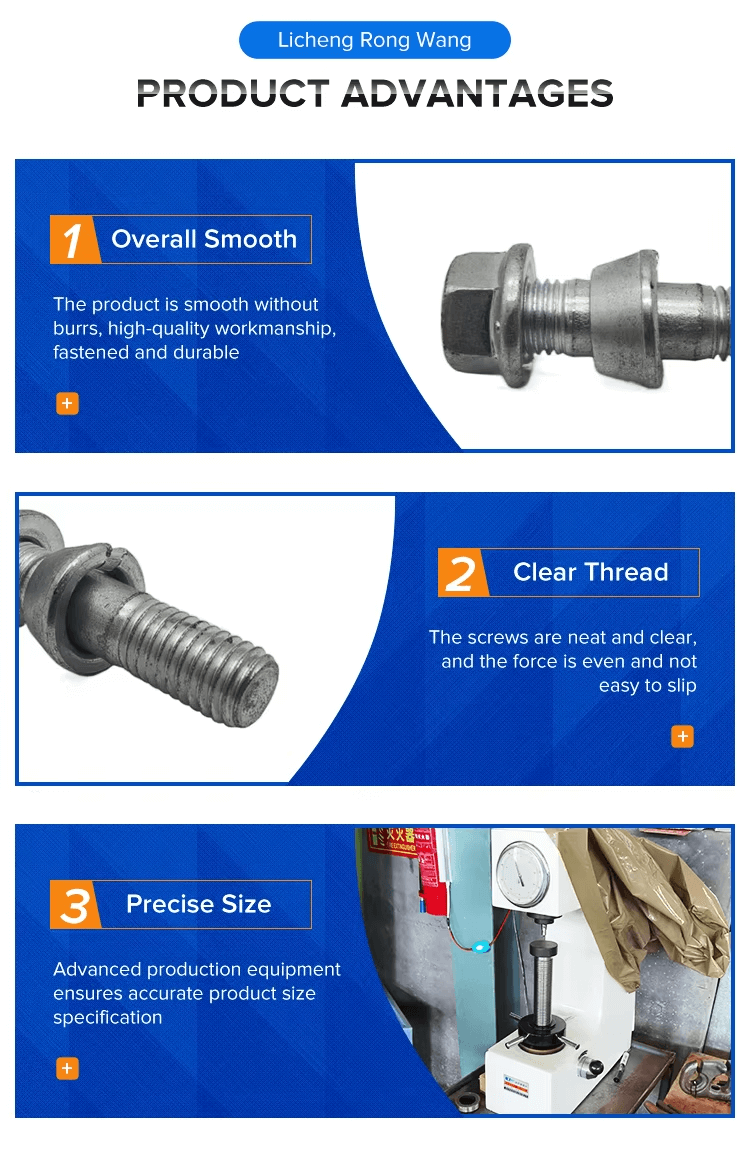 Licheng Rong Wang
PRODUCT ADVANTAGES
1 Overall Smooth
The product is smooth without
burrs, high-quality workmanship,
fastened and durable
+
2 Clear Thread
The screws are neat and clear,
and the force is even and not
easy to slip
+
3 Precise Size
Advanced production equipment
ensures accurate product size
specification
+
火火